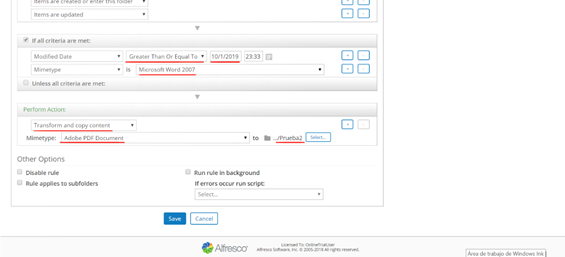 Items are created or enter this folder
Items are updated
If all criteria are met:
Modified Date Greater Than Or Equal To 10/1/2019 23:33
Mimetype is Microsoft Word 2007
Unless all criteria are met:
Perform Action:
Transform and copy content
Mimetype: Adobe PDF Document to .../Prueba2 Select...
Other Options
Disable rule Run rule in background
Rule applies to subfolders If errors occur run script:
Select...
Save Cancel
Alfresco Licensed To: OnlineTrialUser
Alfresco Software, Inc. © 2005-2018 All rights reserved.
Área de trabajo de Windows Ink